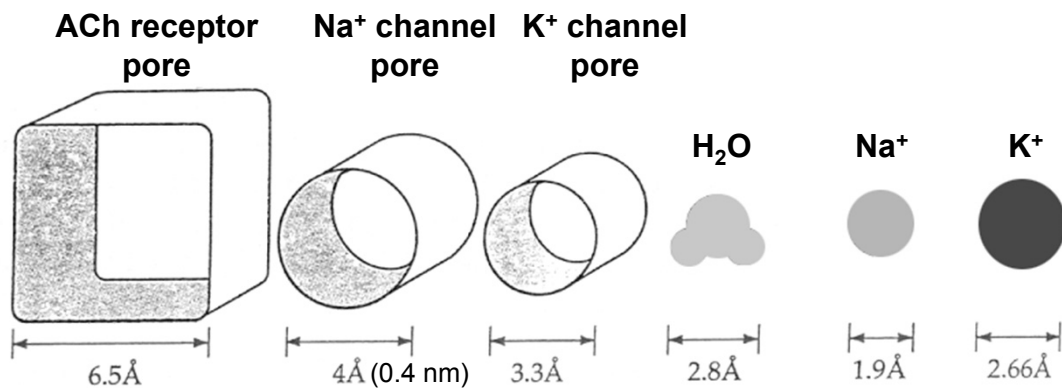 ACh receptor pore
Na⁺ channel pore
K⁺ channel pore
H₂O
Na⁺
K⁺
6.5Å
4Å (0.4 nm)
3.3Å
2.8Å
1.9Å
2.66Å